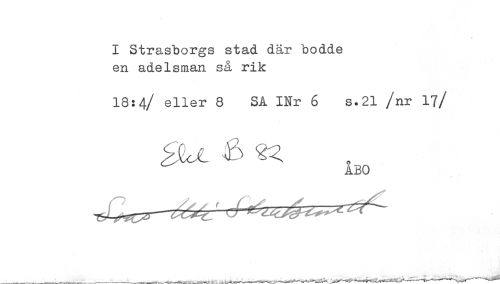 I Strasborgs stad där bodde
en adelsman så rik
18:4/ eller 8 SA INr 6 s.21 /nr 17/
Ekl B 82
ÅBO